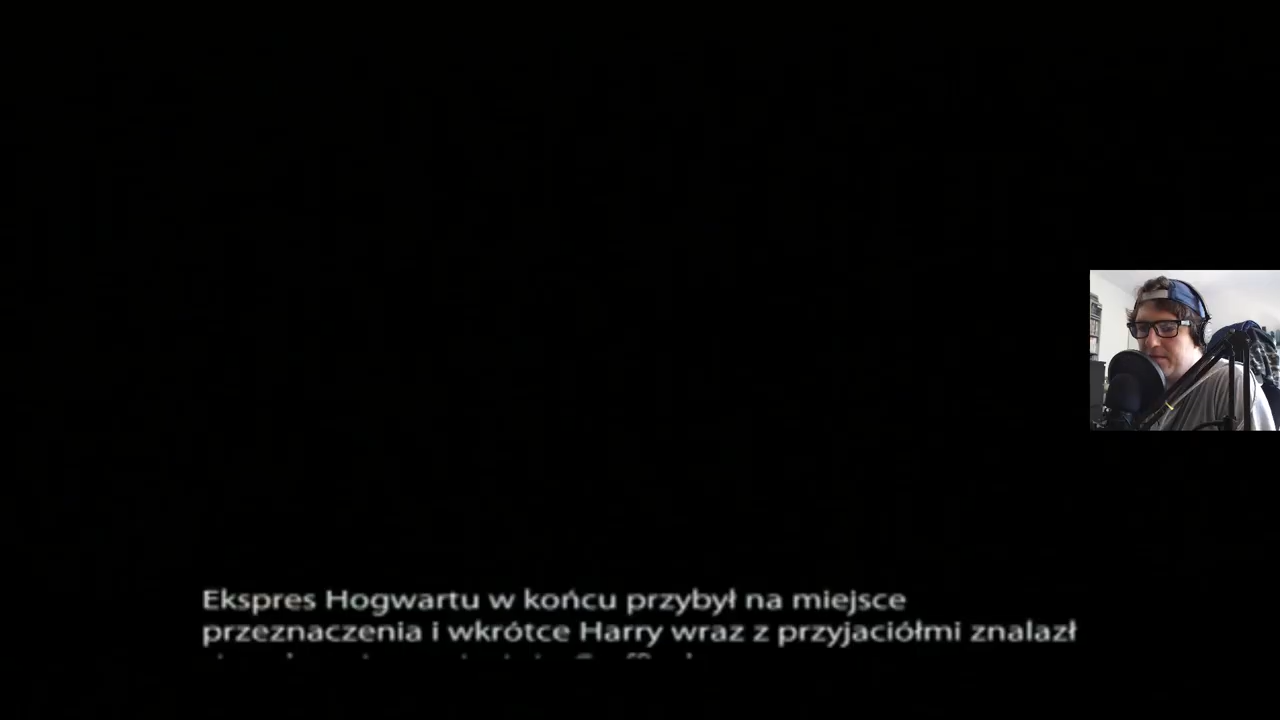 Ekspres Hogwartu w końcu przybył na miejsce
przeznaczenia i wkrótce Harry wraz z przyjaciółmi znalazł